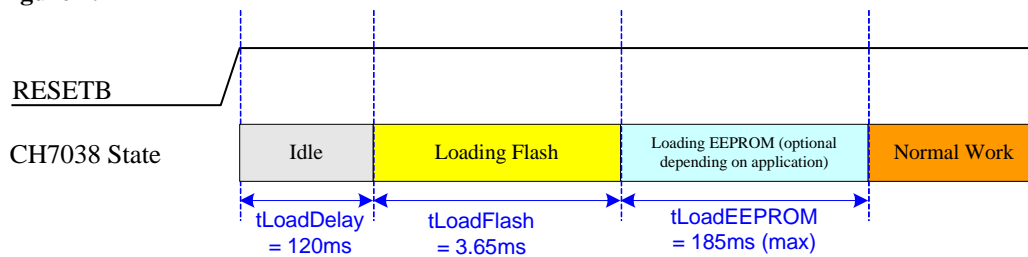 RESETB
CH7038 State
Idle
Loading Flash
Loading EEPROM (optional
depending on application)
Normal Work
tLoadDelay
= 120ms
tLoadFlash
= 3.65ms
tLoadEEPROM
= 185ms (max)